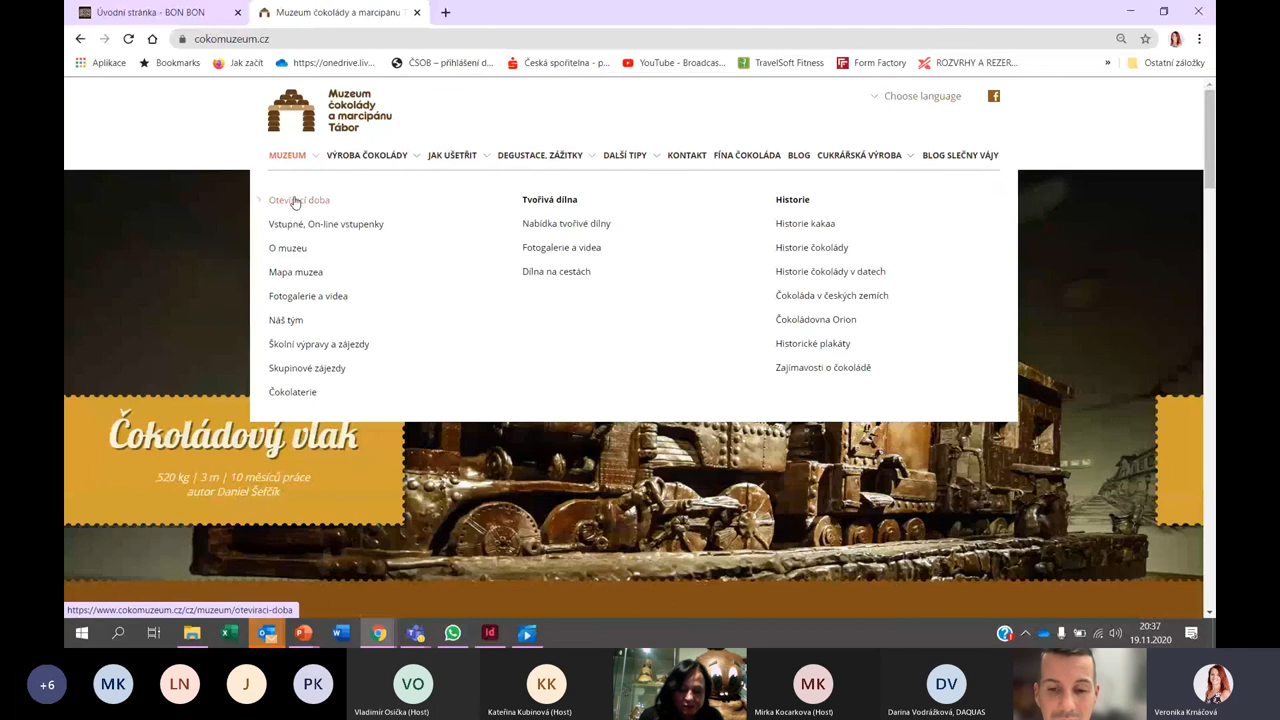 Úvodní stránka - BON BON
Muzeum čokolády a marcipánu T
cokomuzeum.cz
Aplikace
Bookmarks
Jak začít
https://onedrive.liv...
ČSOB – přihlášení d...
Česká spořitelna - p...
YouTube - Broadcas...
TravelSoft Fitness
Form Factory
ROZVRHY A REZER...
»
Ostatní záložky
Muzeum
čokolády
a marcipánu
Tábor
Choose language
MUZEUM
VÝROBA ČOKOLÁDY
JAK UŠETŘIT
DEGUSTACE, ZÁŽITKY
DALŠÍ TIPY
KONTAKT
FÍNA ČOKOLÁDA
BLOG
CUKRÁŘSKÁ VÝROBA
BLOG SLEČNY VÁJY
Otevírací doba
Vstupné, On-line vstupenky
O muzeu
Mapa muzea
Fotogalerie a videa
Náš tým
Školní výpravy a zájezdy
Skupinové zájezdy
Čokolaterie
Tvořivá dílna
Nabídka tvořivé dílny
Fotogalerie a videa
Dílna na cestách
Historie
Historie kakaa
Historie čokolády
Historie čokolády v datech
Čokoláda v českých zemích
Čokoládovna Orion
Historické plakáty
Zajímavosti o čokoládě
Čokoládový vlak
520 kg | 3 m | 10 měsíců práce
autor Daniel Šefčík
https://www.cokomuzeum.cz/cz/muzeum/oteviraci-doba
20:37
19.11.2020
+6
MK
LN
J
PK
VO
Vladimír Osička (Host)
KK
Kateřina Kubínová (Host)
MK
Mirka Kocarkova (Host)
DV
Darina Vodrážková, DAQUAS
Veronika Krnáčová